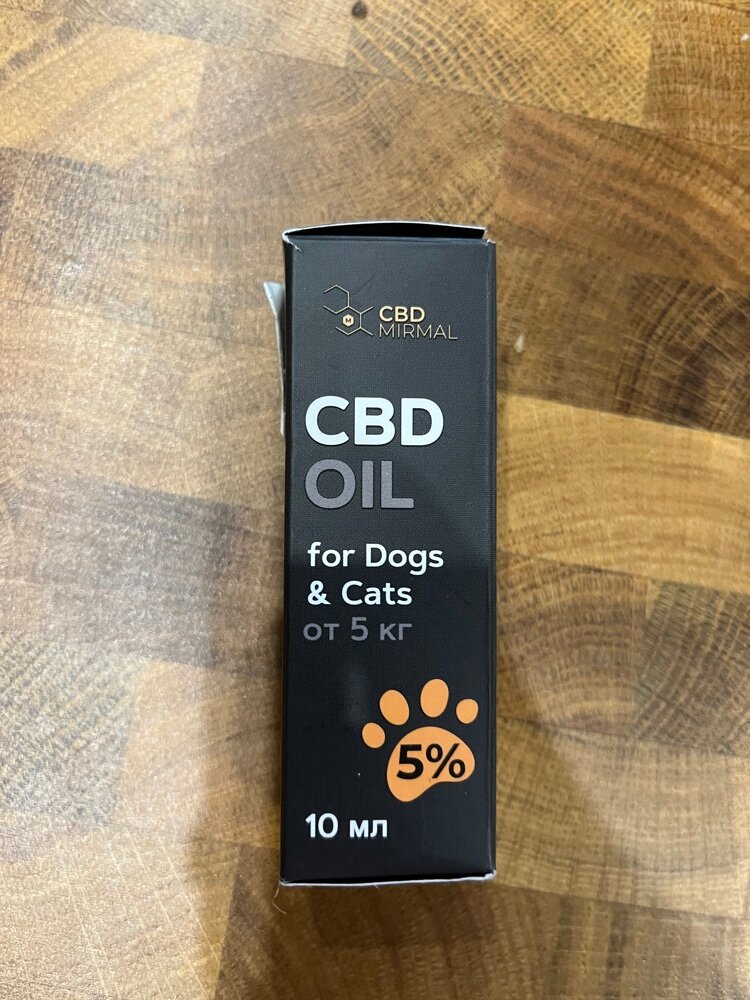 M
CBD
MIRMAL
CBD
OIL
for Dogs
& Cats
от 5 кг
5%
10 мл